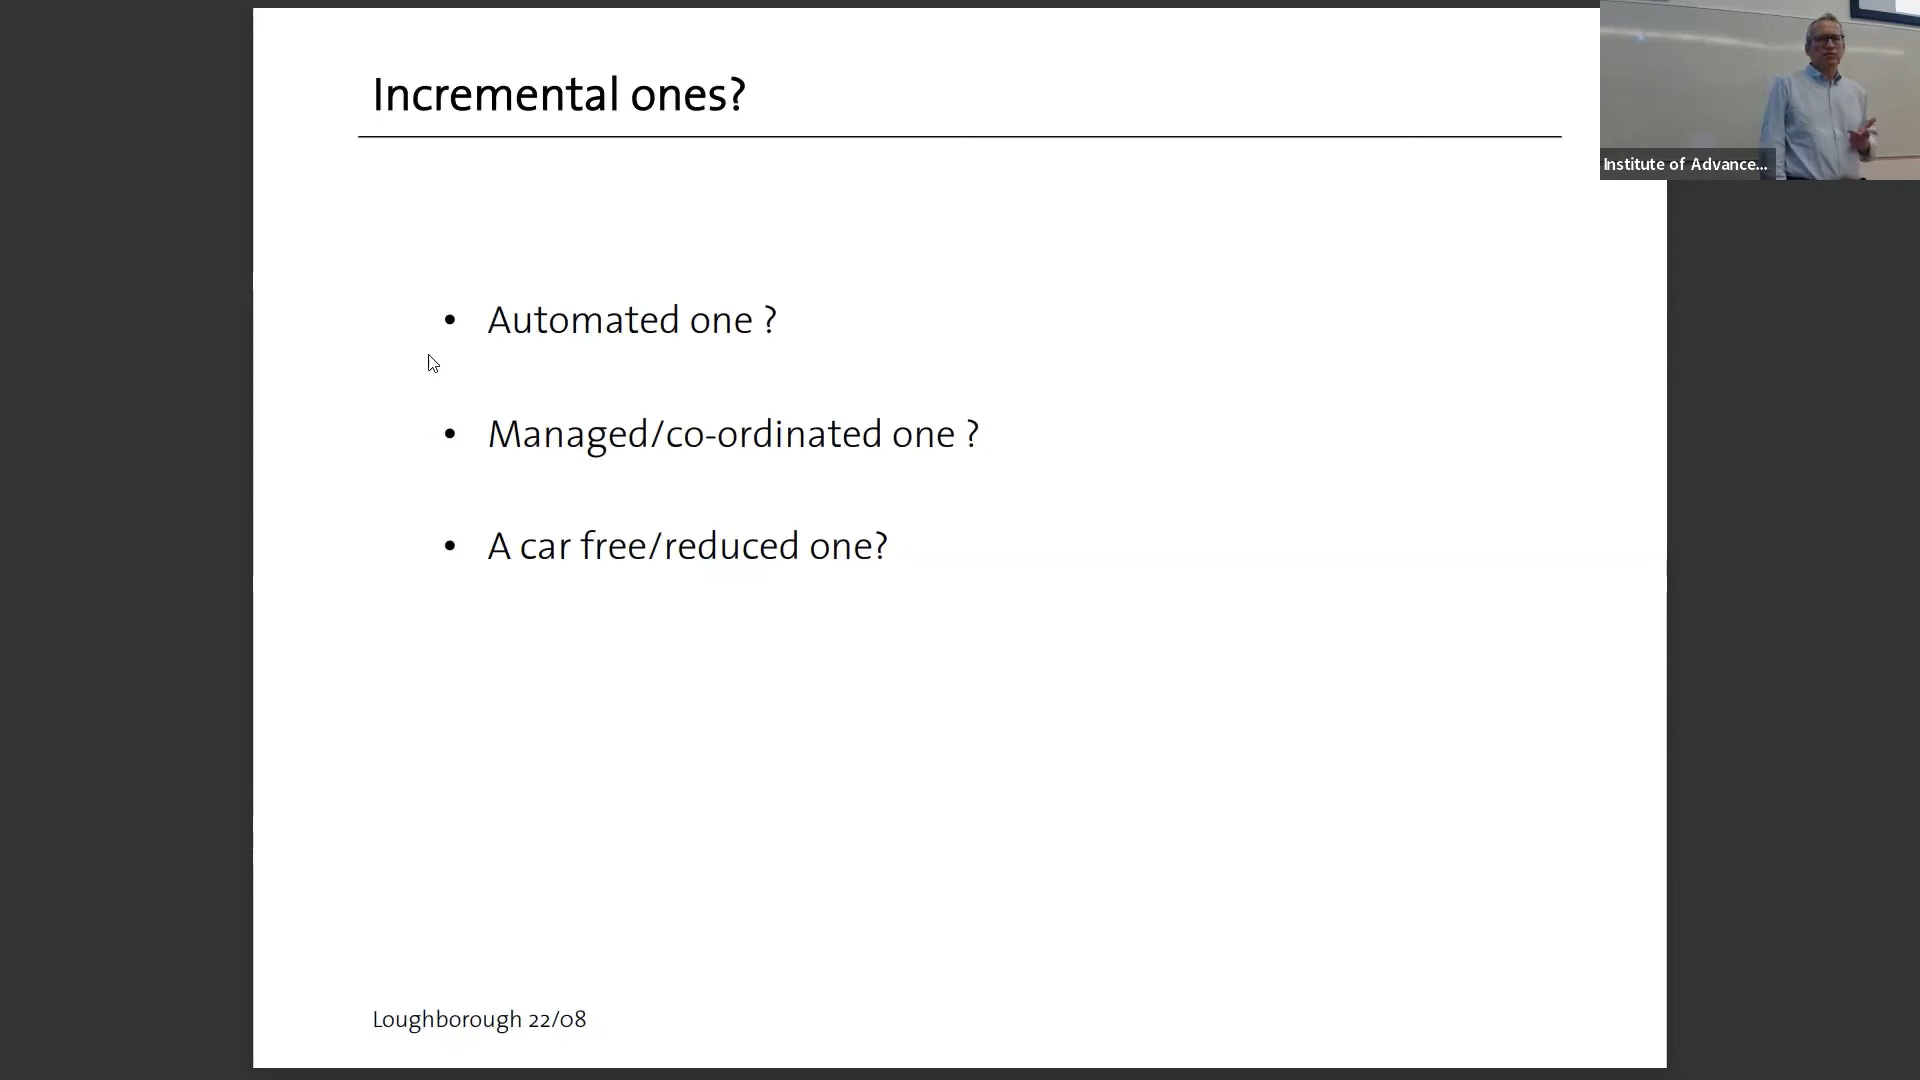 Incremental ones?
Institute of Advance...
• Automated one ?
• Managed/co-ordinated one ?
• A car free/reduced one?
Loughborough 22/08